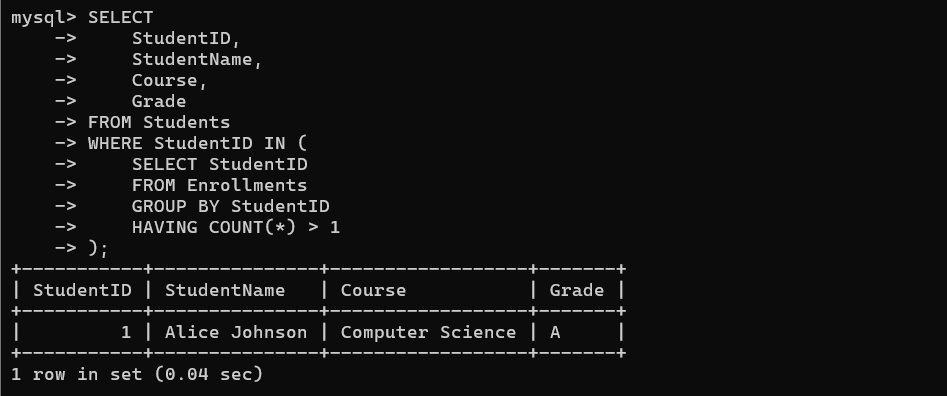 mysql> SELECT
    ->     StudentID,
    ->     StudentName,
    ->     Course,
    ->     Grade
    -> FROM Students
    -> WHERE StudentID IN (
    ->     SELECT StudentID
    ->     FROM Enrollments
    ->     GROUP BY StudentID
    ->     HAVING COUNT(*) > 1
    -> );
+-----------+---------------+------------------+-------+
| StudentID | StudentName   | Course           | Grade |
+-----------+---------------+------------------+-------+
|         1 | Alice Johnson | Computer Science | A     |
+-----------+---------------+------------------+-------+
1 row in set (0.04 sec)